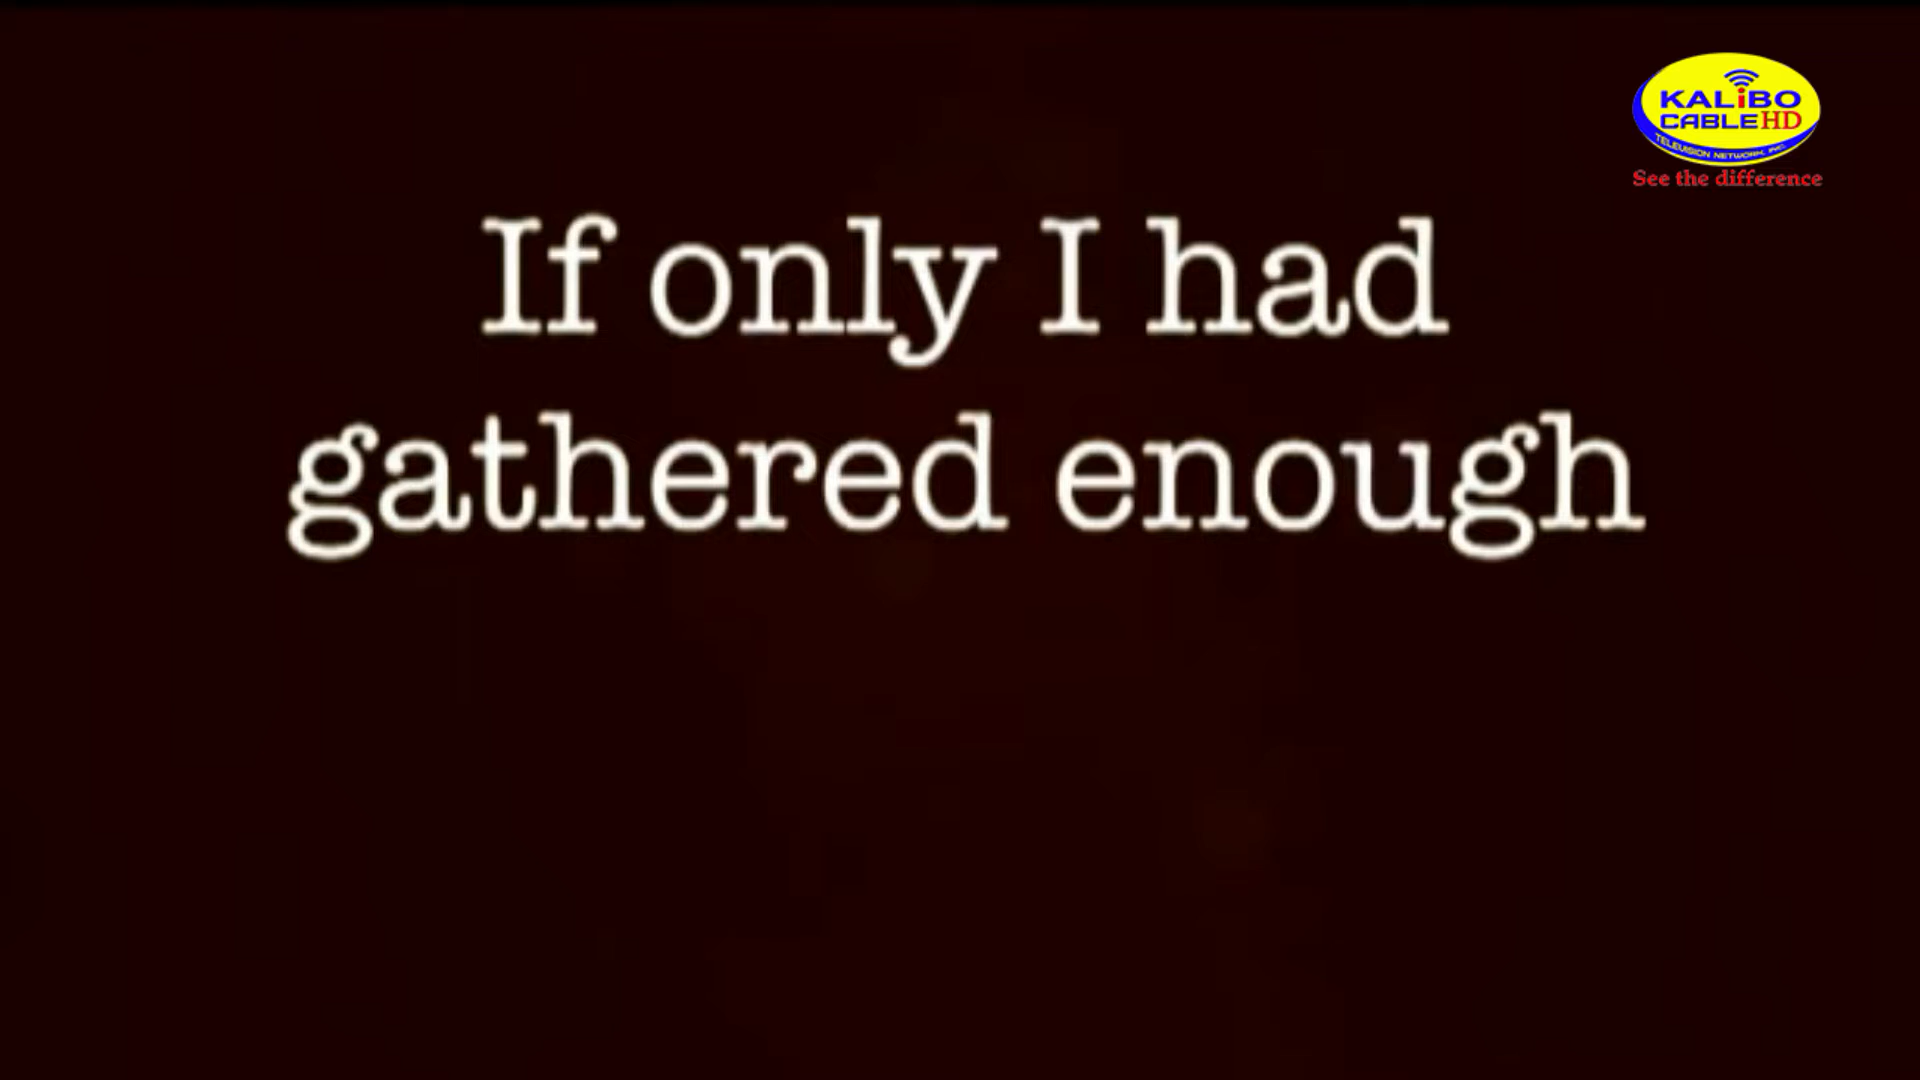 KALiBO
CABLE HD
TELEVISION NETWORK, INC.
See the difference
If only I had
gathered enough